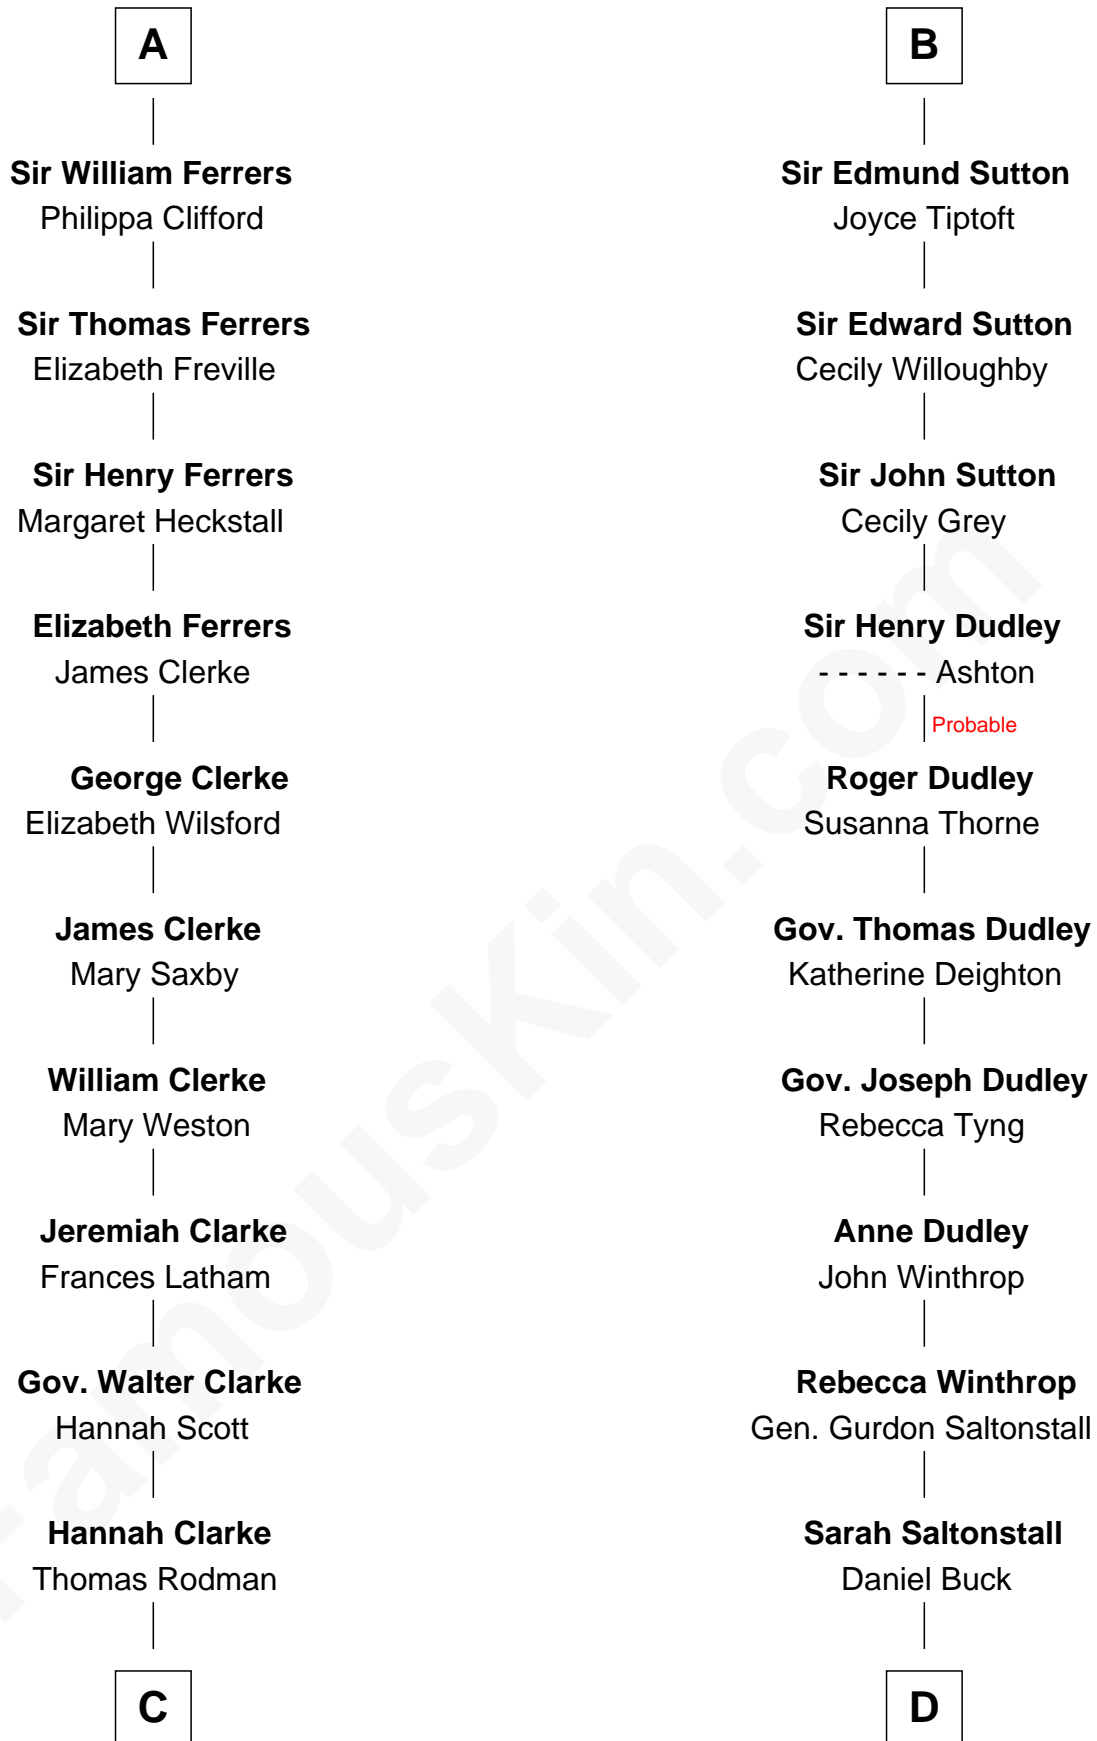 A
Sir William Ferrers
Philippa Clifford
Sir Thomas Ferrers
Elizabeth Freville
Sir Henry Ferrers
Margaret Heckstall
Elizabeth Ferrers
James Clerke
George Clerke
Elizabeth Wilsford
James Clerke
Mary Saxby
William Clerke
Mary Weston
Jeremiah Clarke
Frances Latham
Gov. Walter Clarke
Hannah Scott
Hannah Clarke
Thomas Rodman
C
B
Sir Edmund Sutton
Joyce Tiptoft
Sir Edward Sutton
Cecily Willoughby
Sir John Sutton
Cecily Grey
Sir Henry Dudley
- - - - - - Ashton
Probable
Roger Dudley
Susanna Thorne
Gov. Thomas Dudley
Katherine Deighton
Gov. Joseph Dudley
Rebecca Tyng
Anne Dudley
John Winthrop
Rebecca Winthrop
Gen. Gurdon Saltonstall
Sarah Saltonstall
Daniel Buck
D
FamousKin.com